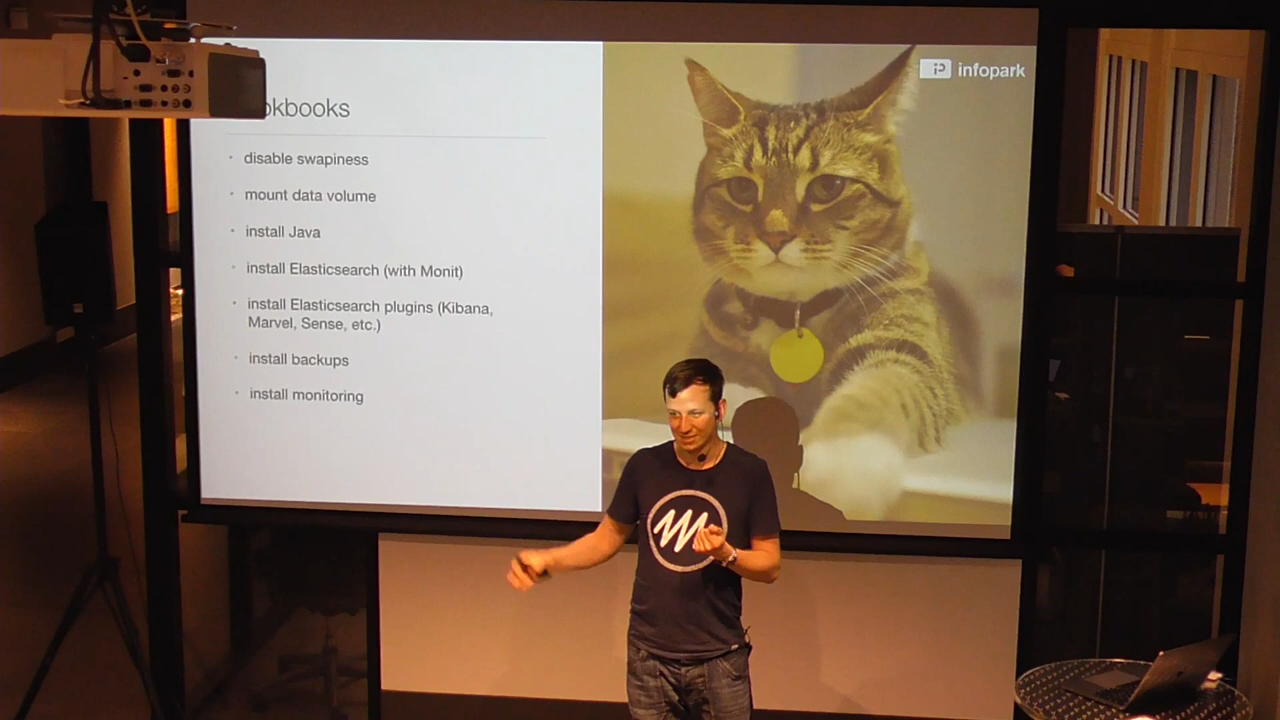 okbooks
infopark
disable swapiness
mount data volume
install Java
install Elasticsearch (with Monit)
install Elasticsearch plugins (Kibana,
Marvel, Sense, etc.)
install backups
install monitoring